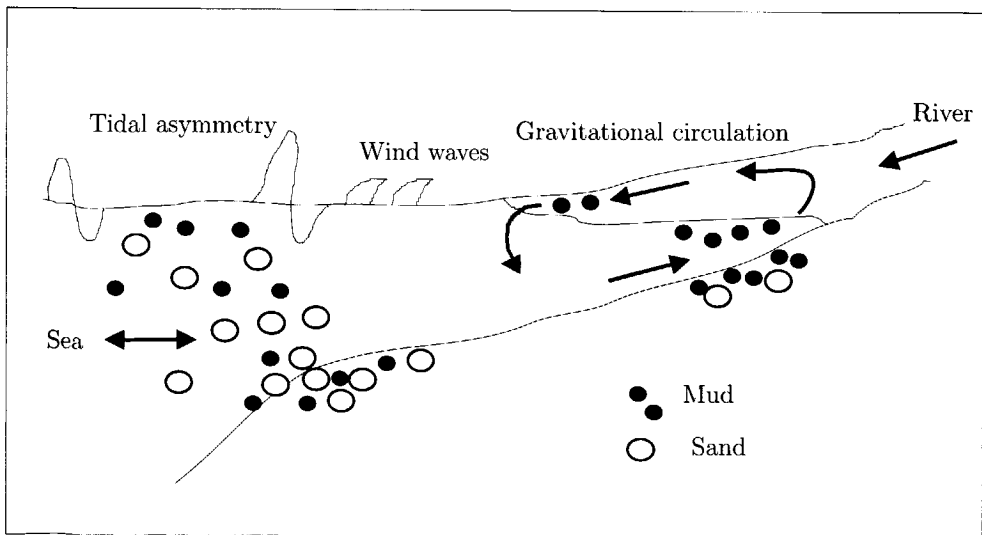 River
Tidal asymmetry
Gravitational circulation
Wind waves
Sea
Mud
Sand